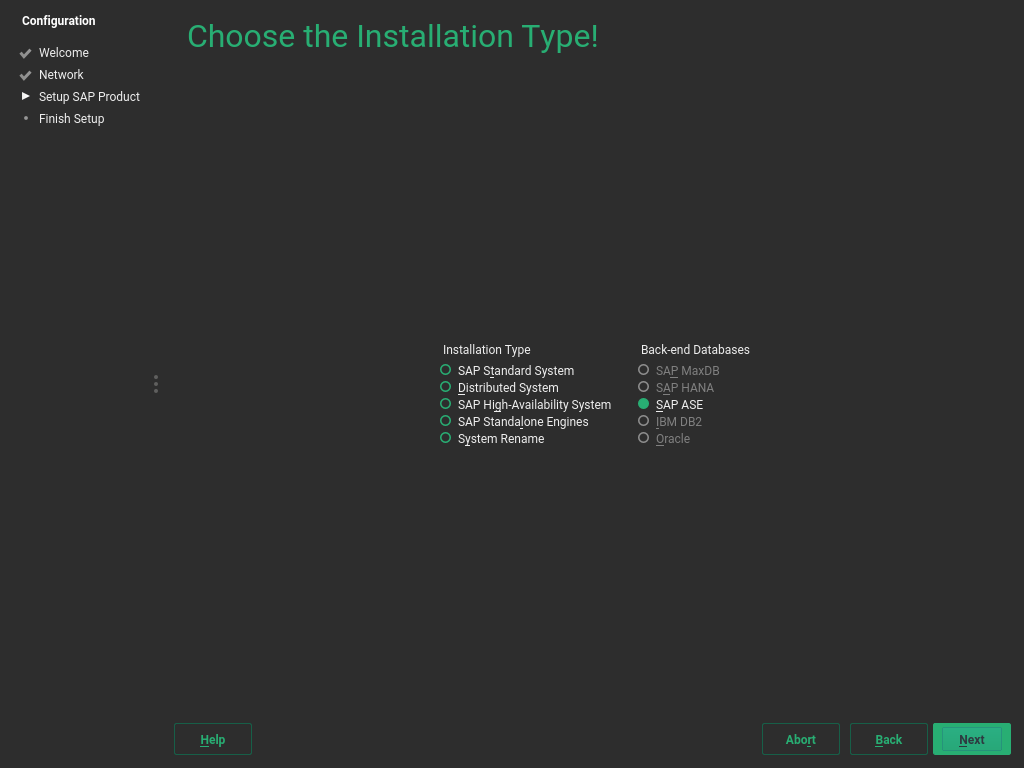 Configuration
Welcome
Network
Setup SAP Product
Finish Setup
Choose the Installation Type!
Installation Type
SAP Standard System
Distributed System
SAP High-Availability System
SAP Standalone Engines
System Rename
Back-end Databases
SAP MaxDB
SAP HANA
SAP ASE
IBM DB2
Oracle
Help
Abort
Back
Next